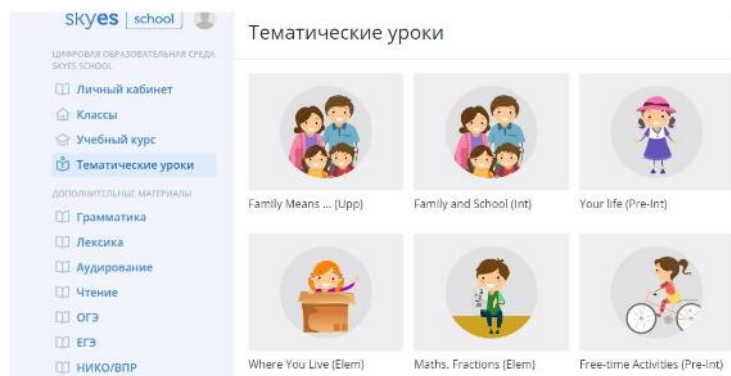 skyes school
ЦИФРОВАЯ ОБРАЗОВАТЕЛЬНАЯ СРЕДА
SKYES SCHOOL
Личный кабинет
Классы
Учебный курс
Тематические уроки
ДОПОЛНИТЕЛЬНЫЕ МАТЕРИАЛЫ
Грамматика
Лексика
Аудирование
Чтение
ОГЭ
ЕГЭ
НИКО/ВПР
Тематические уроки
Family Means ... (Upp)
Family and School (Int)
Your life (Pre-Int)
Where You Live (Elem)
Maths. Fractions (Elem)
Free-time Activities (Pre-Int)